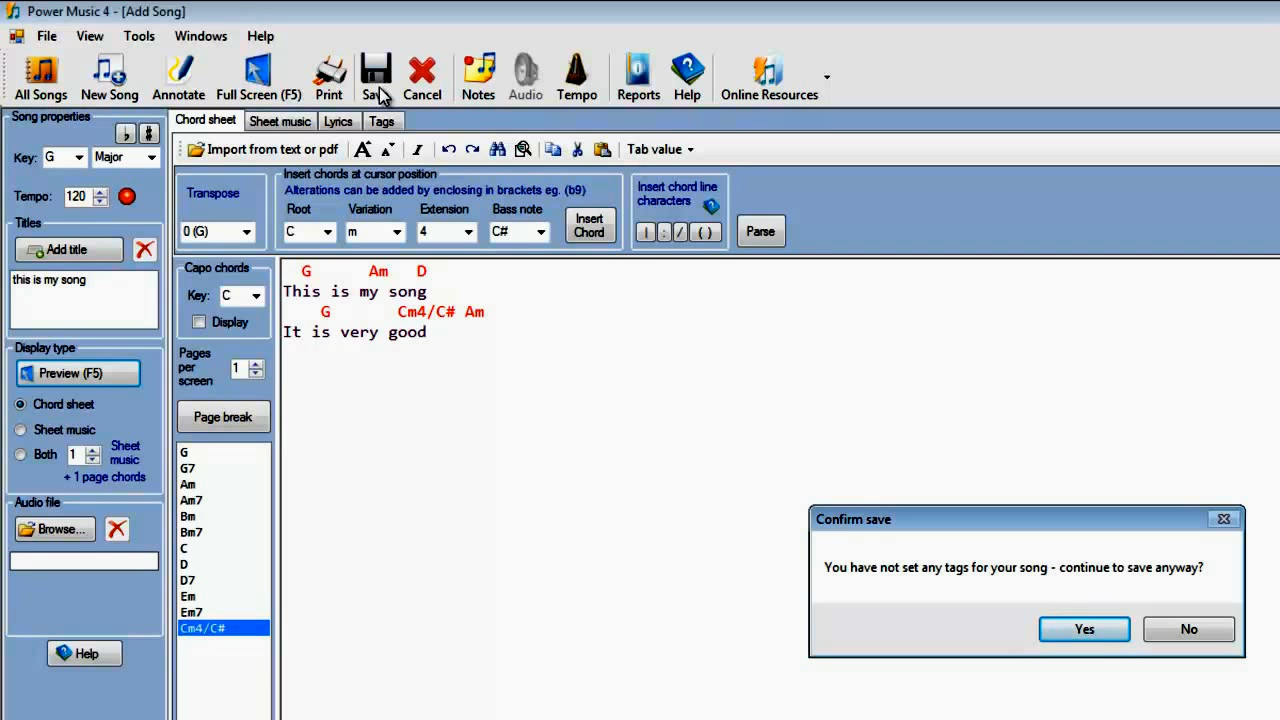 Power Music 4 - [Add Song]
File View Tools Windows Help
All Songs New Song Annotate Full Screen (F5) Print Save Cancel Notes Audio Tempo Reports Help Online Resources
Song properties
Key: G Major
Tempo: 120
Titles
Add title
this is my song
Display type
Preview (F5)
Chord sheet
Sheet music
Both 1 Sheet
music
+ 1 page chords
Audio file
Browse...
Help
Chord sheet Sheet music Lyrics Tags
Import from text or pdf A A I Tab value
Transpose
0 (G)
Insert chords at cursor position
Alterations can be added by enclosing in brackets eg. (b9)
Root Variation Extension Bass note
C m 4 C#
Insert
Chord
Insert chord line
characters
| : / ( )
Parse
Capo chords
Key: C
Display
Pages
per
screen
1
Page break
G
G7
Am
Am7
Bm
Bm7
C
D
D7
Em
Em7
Cm4/C#
G Am D
This is my song
G Cm4/C# Am
It is very good
Confirm save
You have not set any tags for your song - continue to save anyway?
Yes No